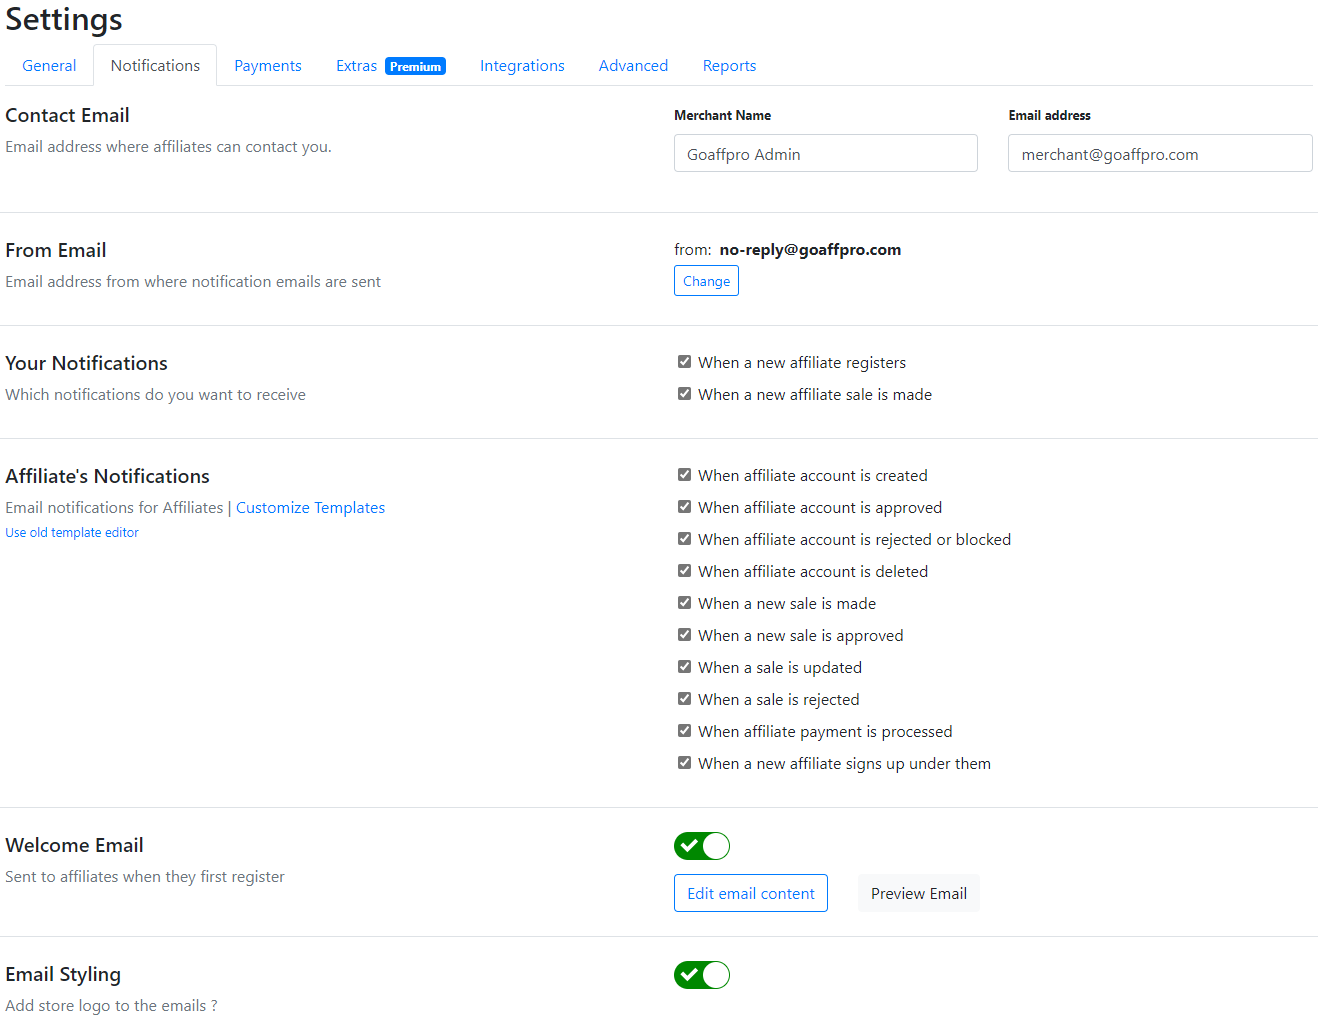 Settings
General Notifications Payments Extras Premium Integrations Advanced Reports
Contact Email
Email address where affiliates can contact you.
Merchant Name
Goaffpro Admin
Email address
merchant@goaffpro.com
From Email
Email address from where notification emails are sent
from: no-reply@goaffpro.com
Change
Your Notifications
Which notifications do you want to receive
When a new affiliate registers
When a new affiliate sale is made
Affiliate's Notifications
Email notifications for Affiliates | Customize Templates
Use old template editor
When affiliate account is created
When affiliate account is approved
When affiliate account is rejected or blocked
When affiliate account is deleted
When a new sale is made
When a new sale is approved
When a sale is updated
When a sale is rejected
When affiliate payment is processed
When a new affiliate signs up under them
Welcome Email
Sent to affiliates when they first register
Edit email content Preview Email
Email Styling
Add store logo to the emails ?